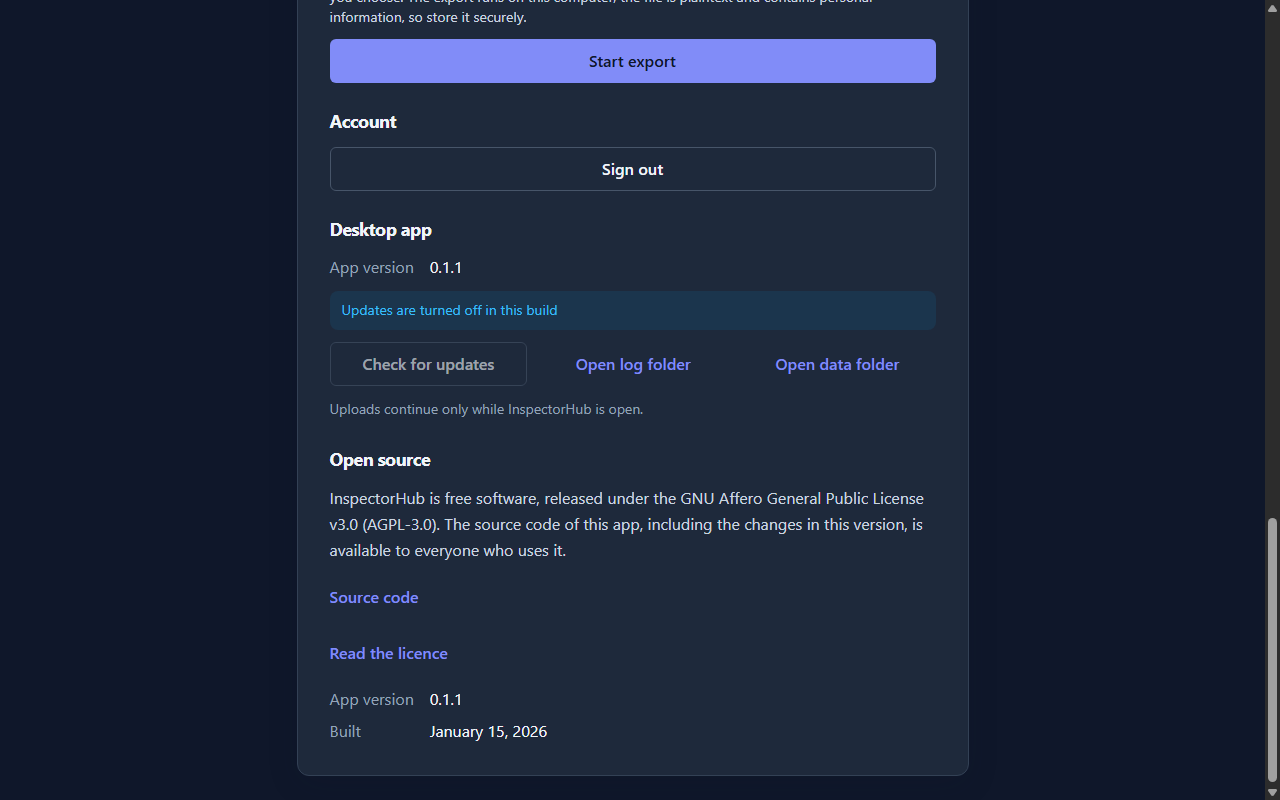 information, so store it securely.
Start export
Account
Sign out
Desktop app
App version 0.1.1
Updates are turned off in this build
Check for updates Open log folder Open data folder
Uploads continue only while InspectorHub is open.
Open source
InspectorHub is free software, released under the GNU Affero General Public License
v3.0 (AGPL-3.0). The source code of this app, including the changes in this version, is
available to everyone who uses it.
Source code
Read the licence
App version 0.1.1
Built January 15, 2026